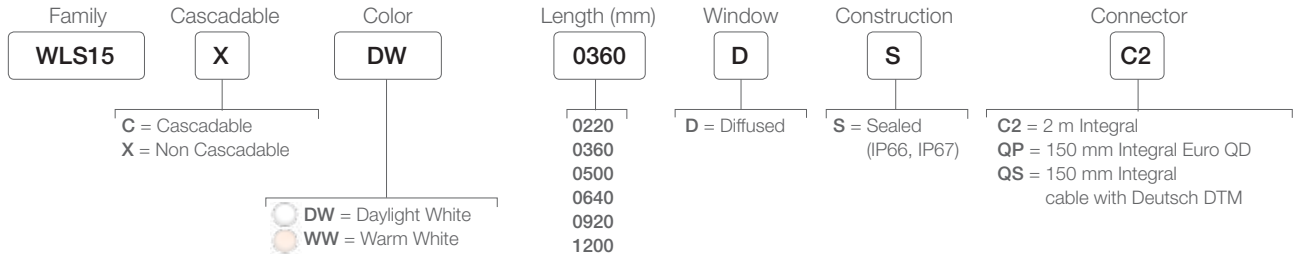 Family Cascadable Color Length (mm) Window Construction Connector
WLS15 X DW 0360 D S C2
C = Cascadable
X = Non Cascadable
DW = Daylight White
WW = Warm White
0220
0360
0500
0640
0920
1200
D = Diffused
S = Sealed
(IP66, IP67)
C2 = 2 m Integral
QP = 150 mm Integral Euro QD
QS = 150 mm Integral
cable with Deutsch DTM